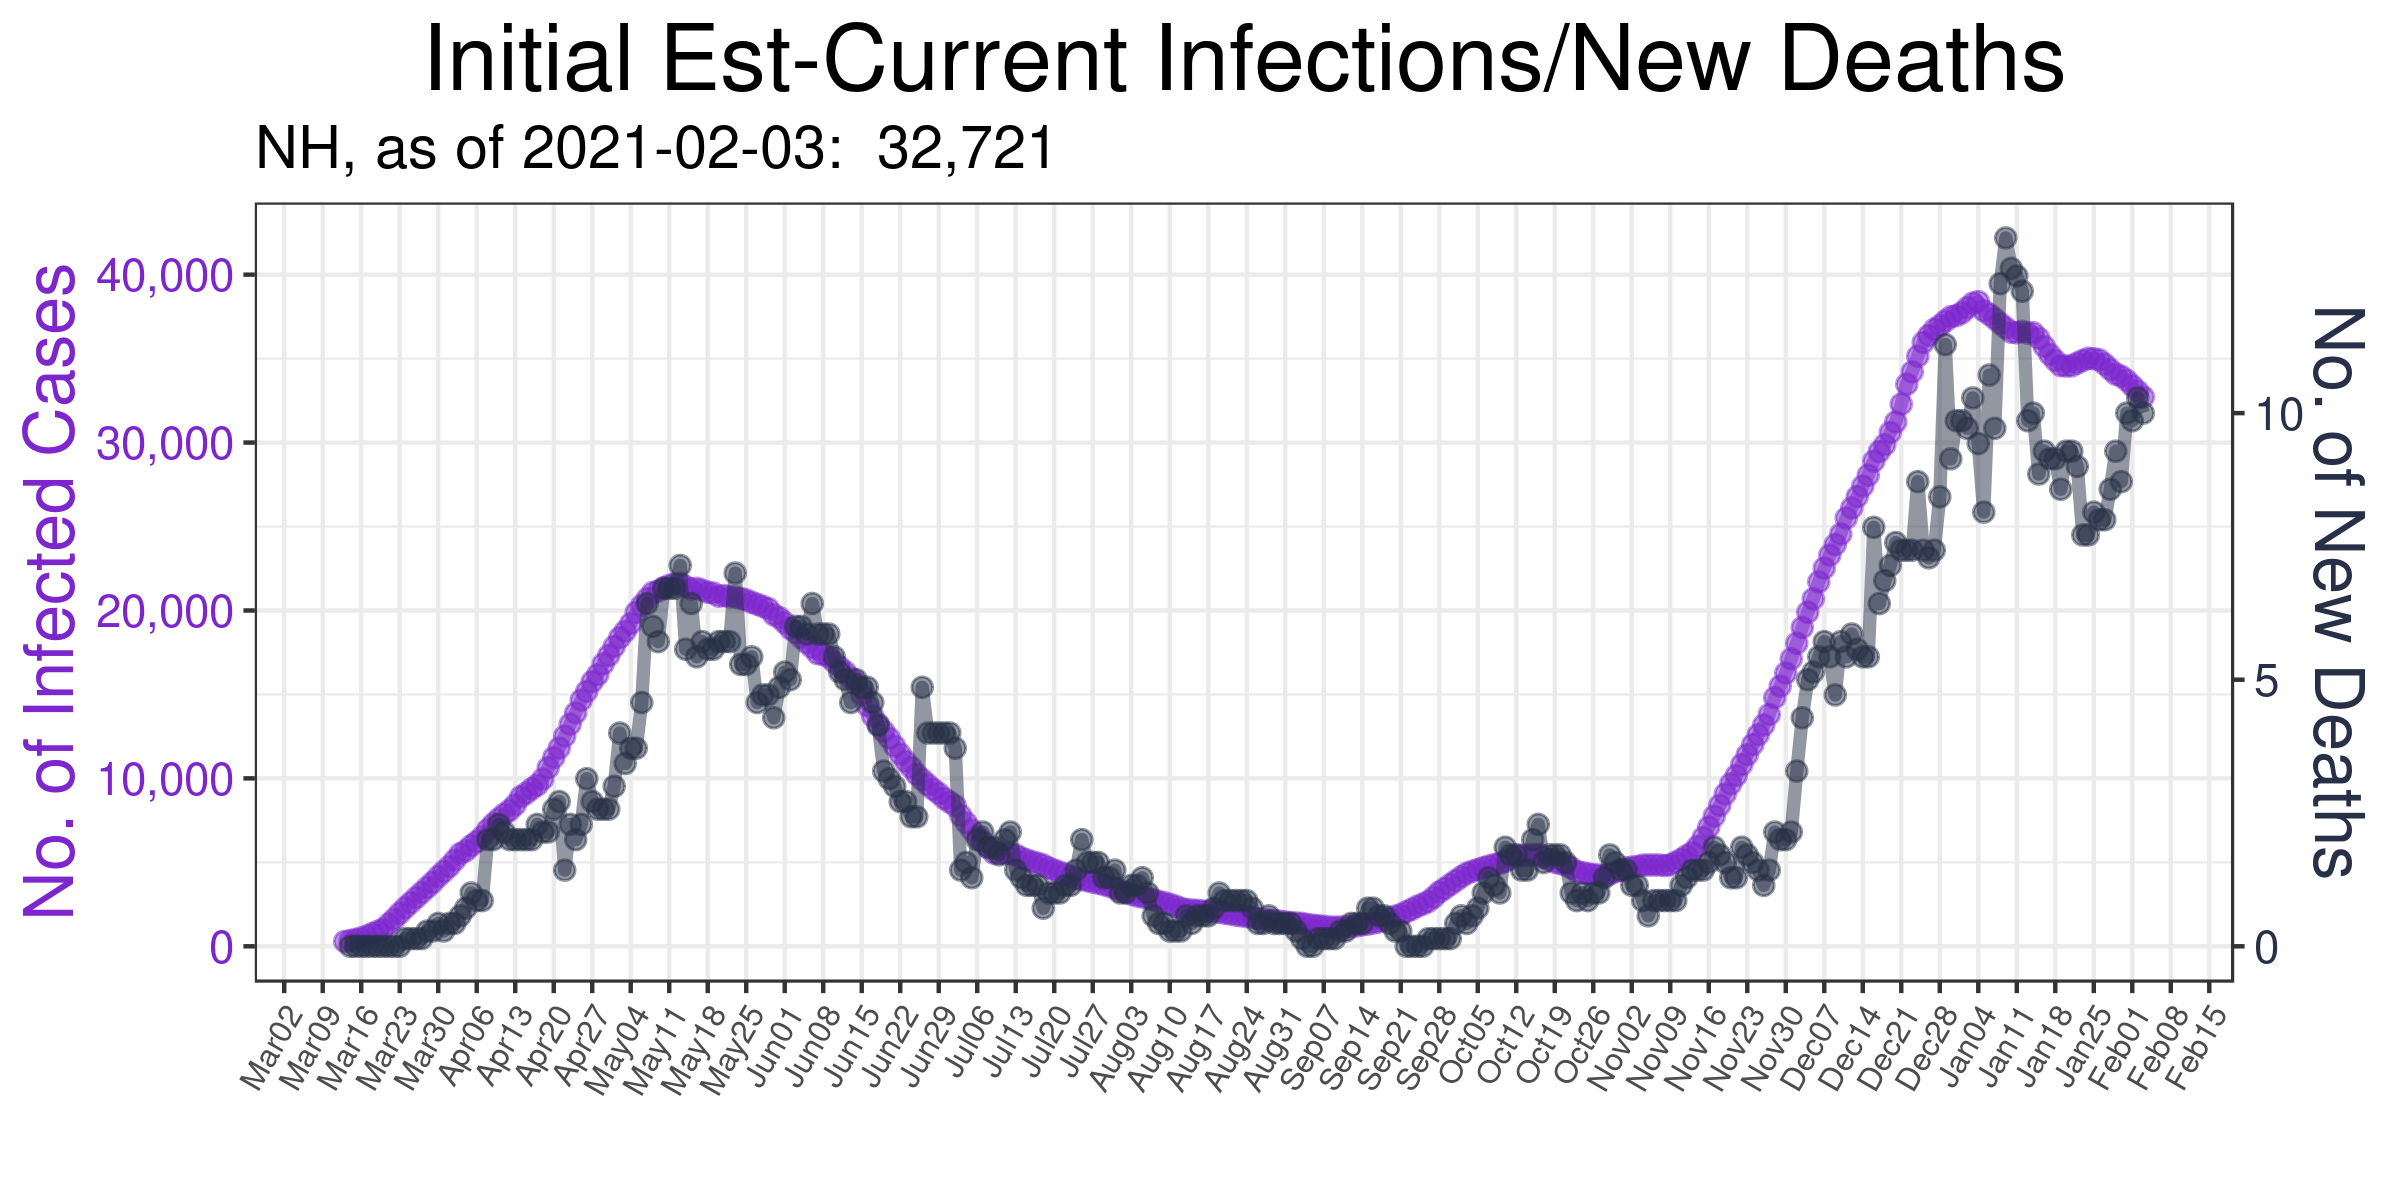 Initial Est-Current Infections/New Deaths
NH, as of 2021-02-03:  32,721
No. of Infected Cases
40,000
30,000
20,000
10,000
0
No. of New Deaths
10
5
0
Mar02
Mar09
Mar16
Mar23
Mar30
Apr06
Apr13
Apr20
Apr27
May04
May11
May18
May25
Jun01
Jun08
Jun15
Jun22
Jun29
Jul06
Jul13
Jul20
Jul27
Aug03
Aug10
Aug17
Aug24
Aug31
Sep07
Sep14
Sep21
Sep28
Oct05
Oct12
Oct19
Oct26
Nov02
Nov09
Nov16
Nov23
Nov30
Dec07
Dec14
Dec21
Dec28
Jan04
Jan11
Jan18
Jan25
Feb01
Feb08
Feb15